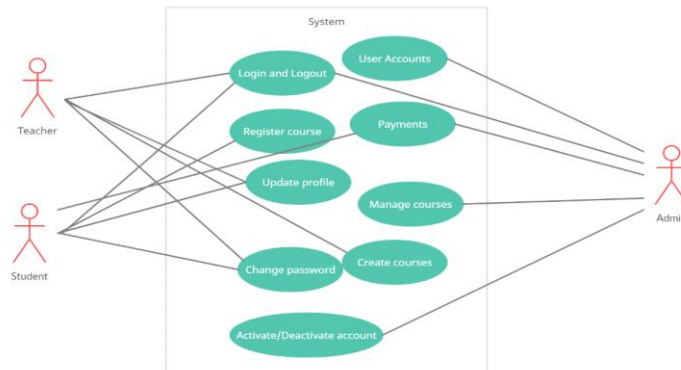 System
User Accounts
Login and Logout
Teacher
Register course
Payments
Update profile
Manage courses
Admi
Student
Change password
Create courses
Activate/Deactivate account